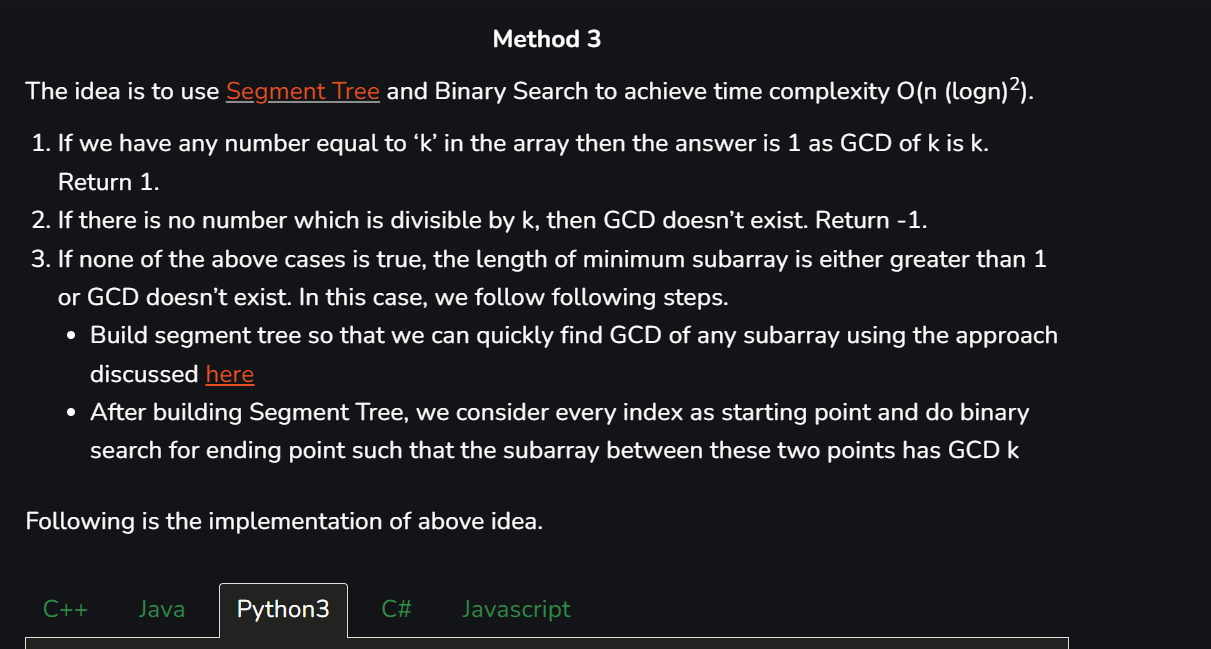 Method 3
The idea is to use Segment Tree and Binary Search to achieve time complexity O(n (logn)²).
1. If we have any number equal to ‘k’ in the array then the answer is 1 as GCD of k is k.
Return 1.
2. If there is no number which is divisible by k, then GCD doesn’t exist. Return -1.
3. If none of the above cases is true, the length of minimum subarray is either greater than 1
or GCD doesn’t exist. In this case, we follow following steps.
• Build segment tree so that we can quickly find GCD of any subarray using the approach
discussed here
• After building Segment Tree, we consider every index as starting point and do binary
search for ending point such that the subarray between these two points has GCD k
Following is the implementation of above idea.
C++ Java Python3 C# Javascript